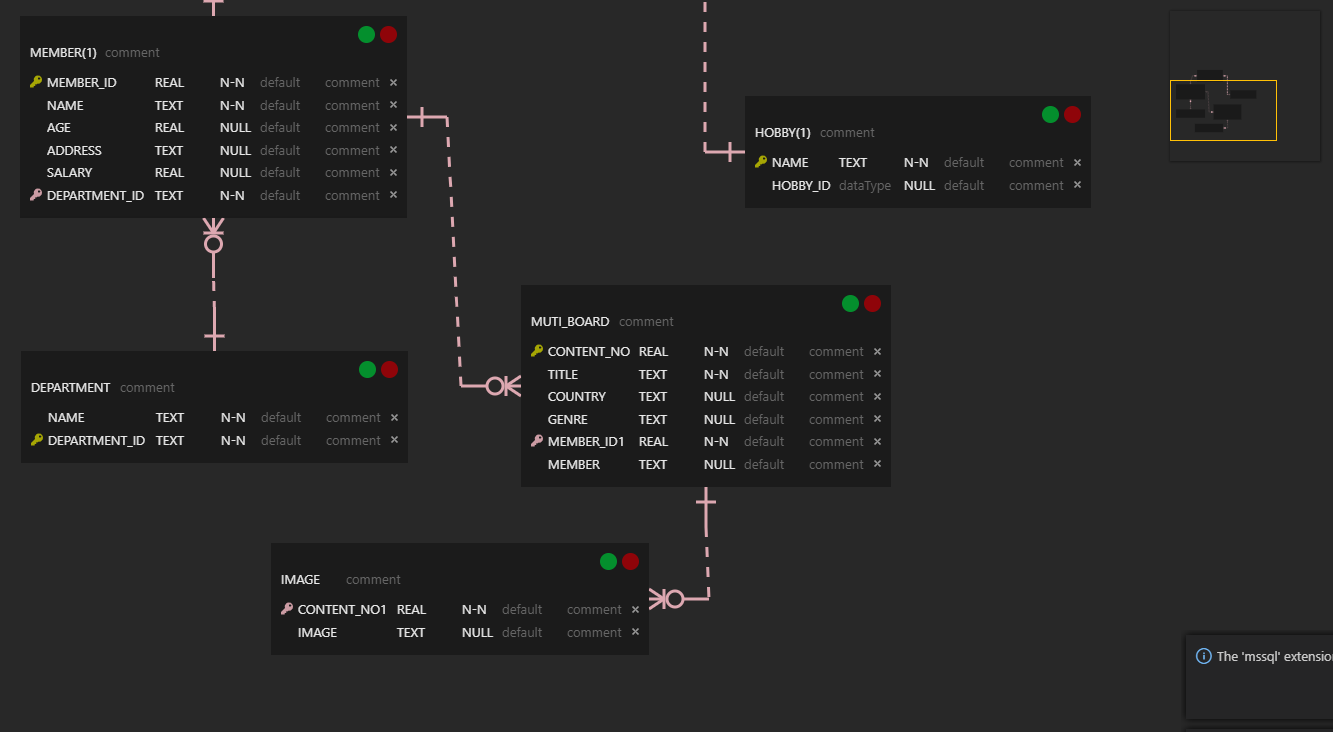 MEMBER(1) comment
MEMBER_ID REAL N-N default comment ×
NAME TEXT N-N default comment ×
AGE REAL NULL default comment ×
ADDRESS TEXT NULL default comment ×
SALARY REAL NULL default comment ×
DEPARTMENT_ID TEXT N-N default comment ×
HOBBY(1) comment
NAME TEXT N-N default comment ×
HOBBY_ID dataType NULL default comment ×
MUTI_BOARD comment
CONTENT_NO REAL N-N default comment ×
TITLE TEXT N-N default comment ×
COUNTRY TEXT NULL default comment ×
GENRE TEXT NULL default comment ×
MEMBER_ID1 REAL N-N default comment ×
MEMBER TEXT NULL default comment ×
DEPARTMENT comment
NAME TEXT N-N default comment ×
DEPARTMENT_ID TEXT N-N default comment ×
IMAGE comment
CONTENT_NO1 REAL N-N default comment ×
IMAGE TEXT NULL default comment ×
The 'mssql' extensio